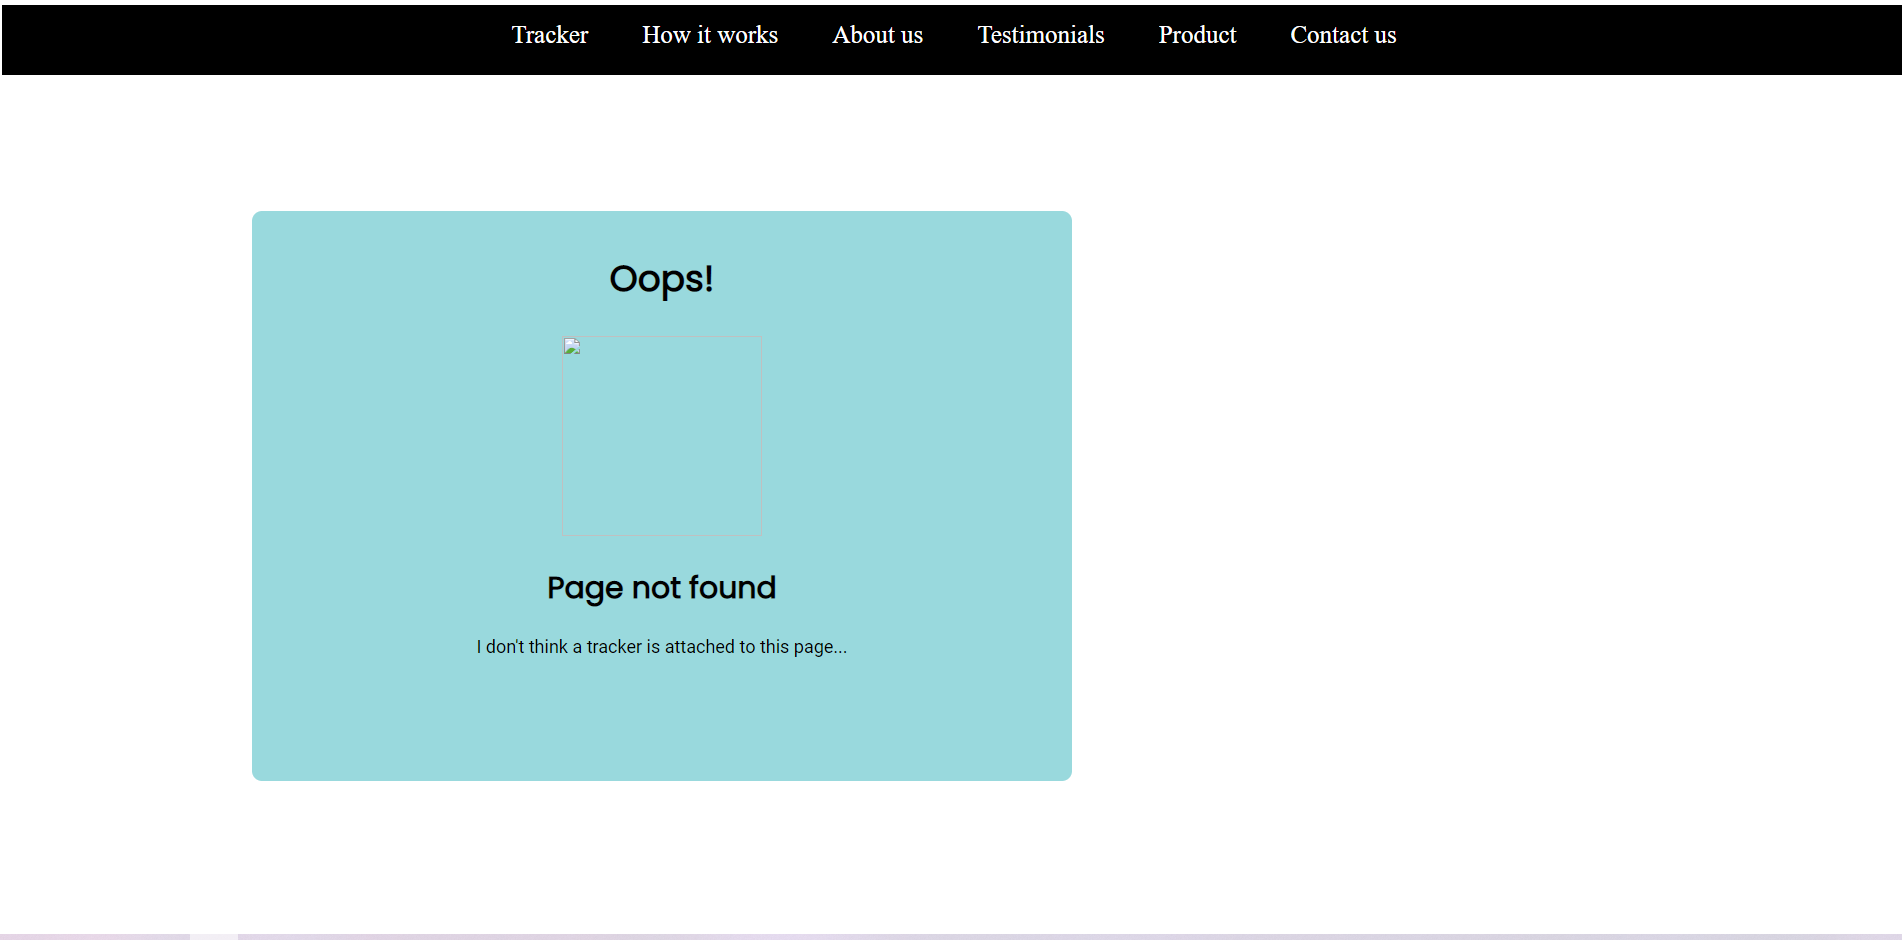 Tracker How it works About us Testimonials Product Contact us
Oops!
Page not found
I don't think a tracker is attached to this page...